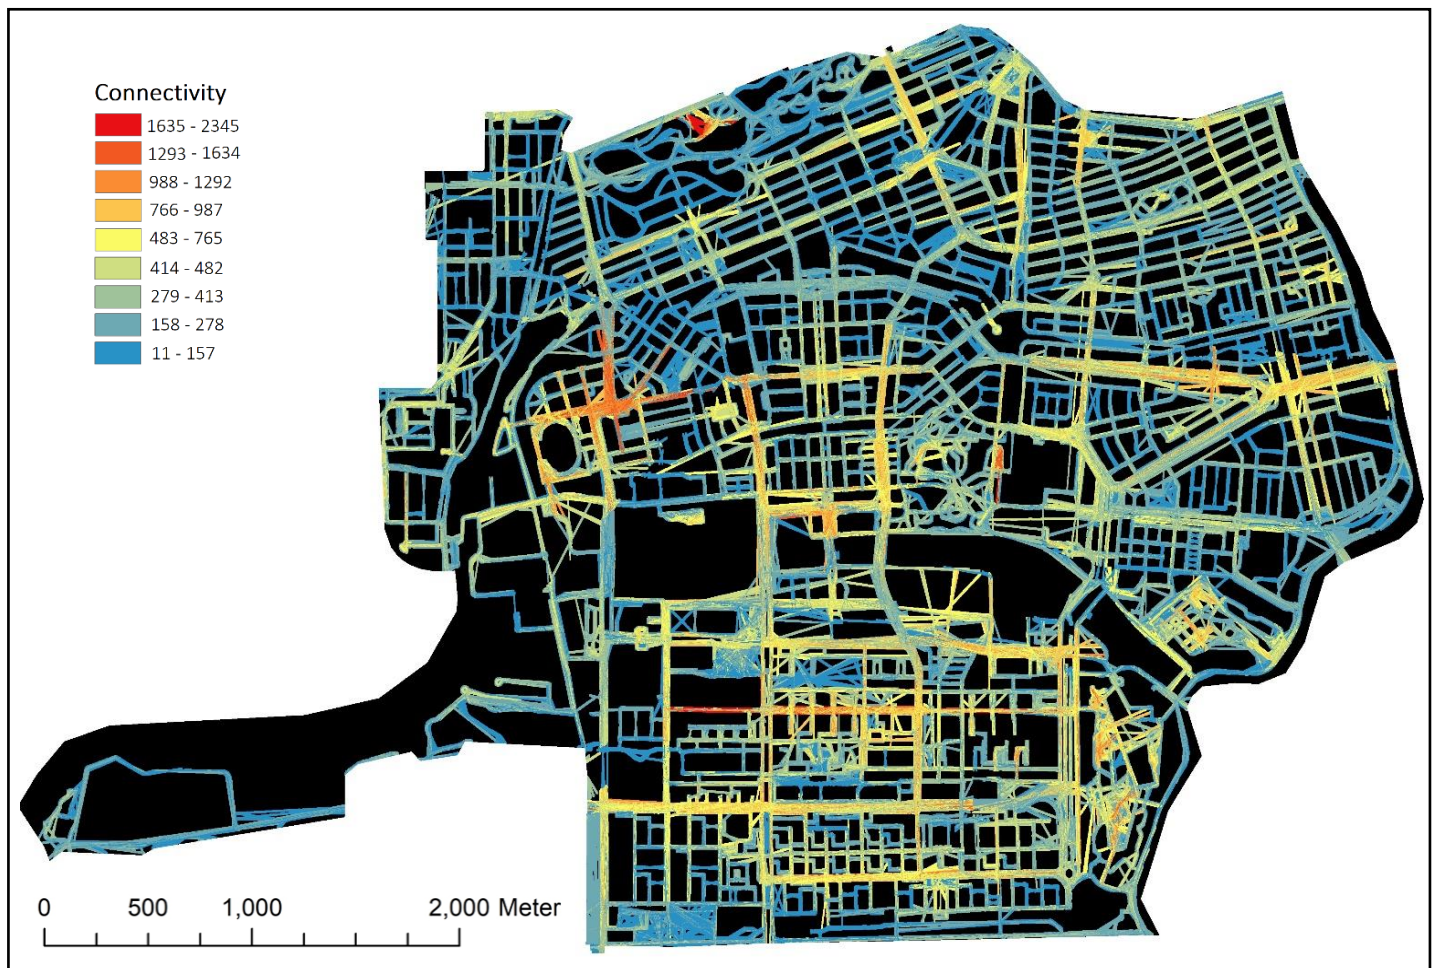 Connectivity
1635 - 2345
1293 - 1634
988 - 1292
766 - 987
483 - 765
414 - 482
279 - 413
158 - 278
11 - 157
0 500 1,000 2,000 Meter